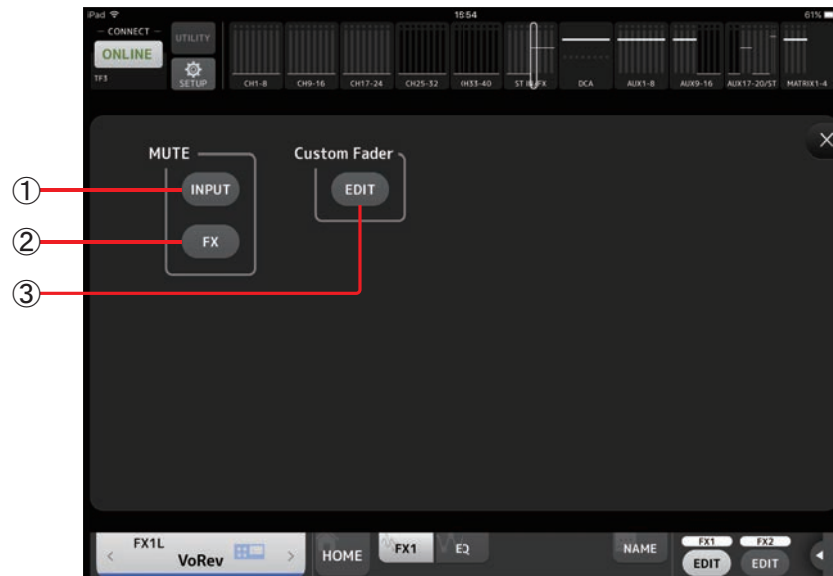 iPad 15:54 61%
CONNECT
ONLINE
TF3
UTILITY
SETUP
CH1-8 CH9-16 CH17-24 CH25-32 CH33-40 ST IN/FX DCA AUX1-8 AUX9-16 AUX17-20/ST MATRIX1-4
MUTE
Custom Fader
① INPUT EDIT
② FX
③
FX1L
VoRev
HOME FX1 EQ NAME
FX1 FX2
EDIT EDIT